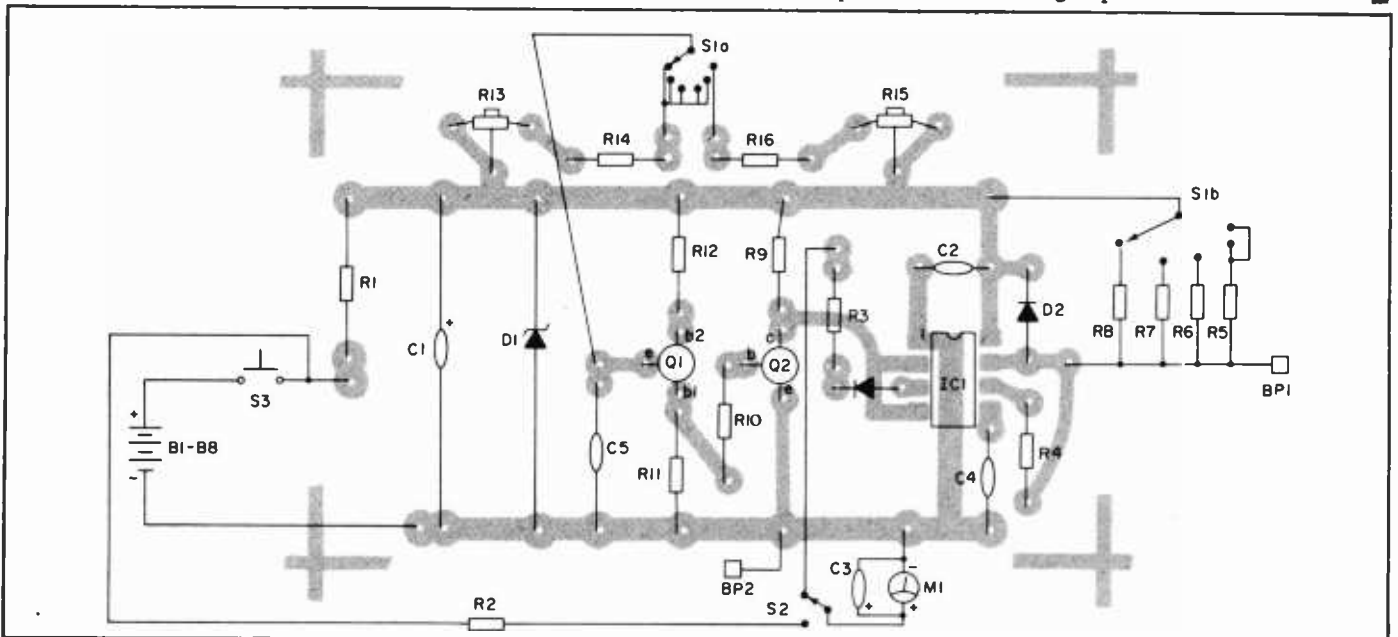 S1a
R13
R15
R14
R16
S1b
R12
R9
C2
R1
R3
D2
R8
R7
R6
R5
+
C1
D1
b2
c
e
Q1
b
Q2
IC1
b1
e
BP1
S3
+
B1-B8
R10
C5
R11
R4
C4
-
BP2
C3
+
M1
+
S2
R2